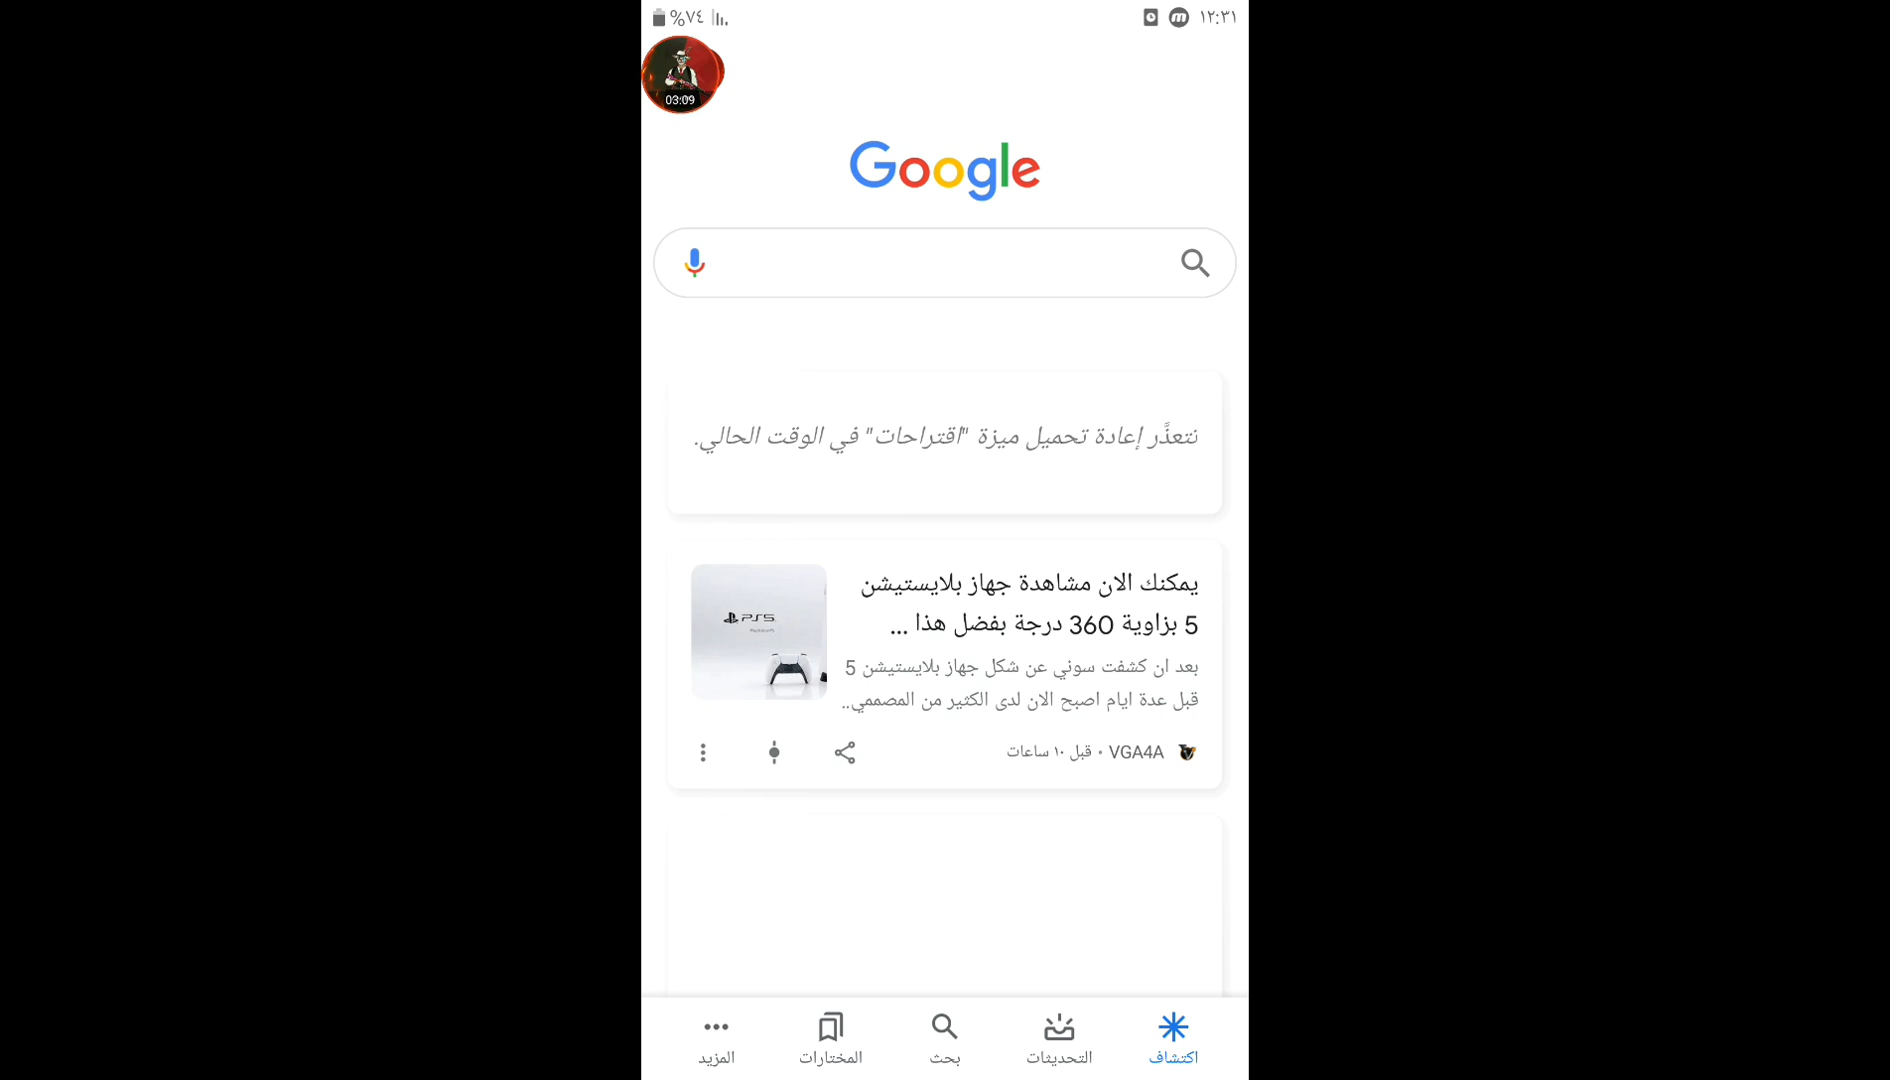 %٧٤
١٢:٣١
03:09
Google
نتعذَّر إعادة تحميل ميزة "اقتراحات" في الوقت الحالي.
يمكنك الان مشاهدة جهاز بلايستيشن
5 بزاوية 360 درجة بفضل هذا ...
بعد ان كشفت سوني عن شكل جهاز بلايستيشن 5
قبل عدة ايام اصبح الان لدى الكثير من المصممي..
PS5
VGA4A • قبل ١٠ ساعات
اكتشاف
التحديثات
بحث
المختارات
المزيد